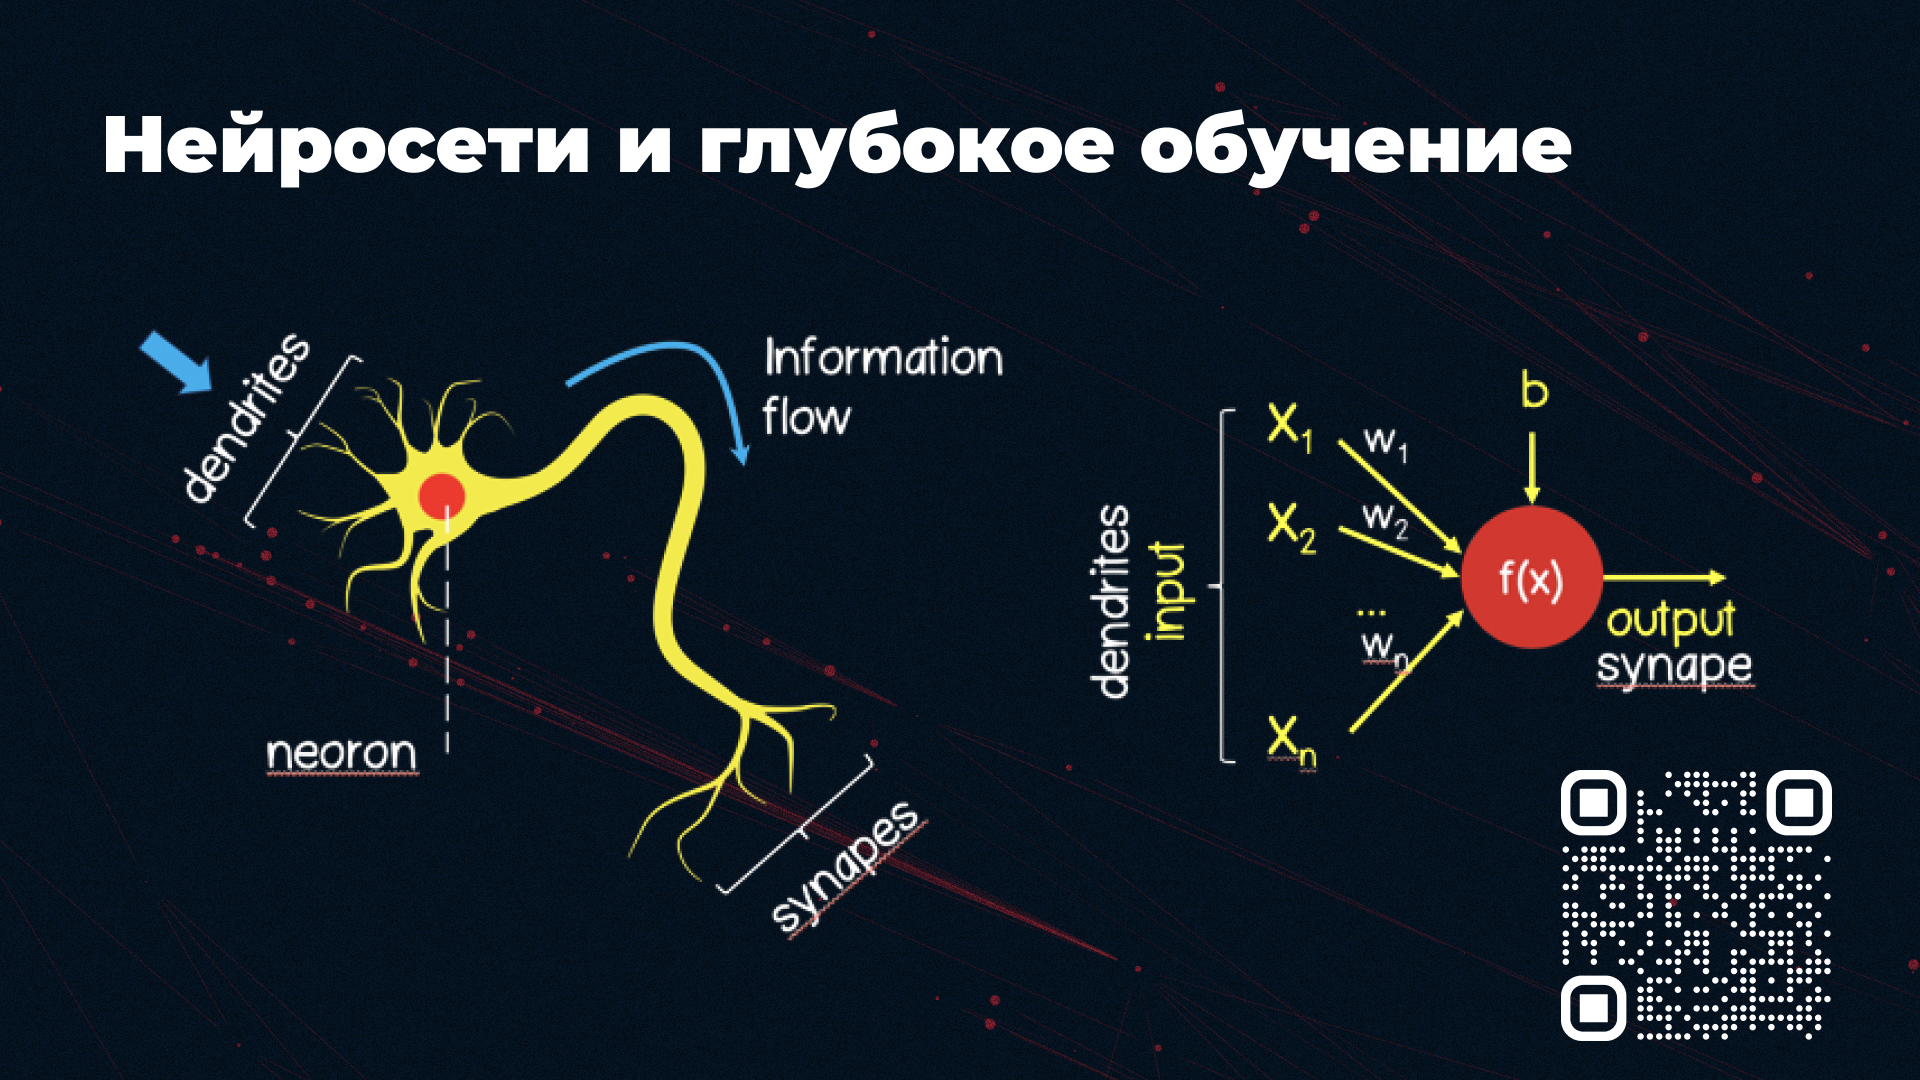 Нейросети и глубокое обучение
dendrites
Information
flow
neoron
synapes
dendrites
input
X1
X2
...
Xn
w1
w2
wn
b
f(x)
output
synape